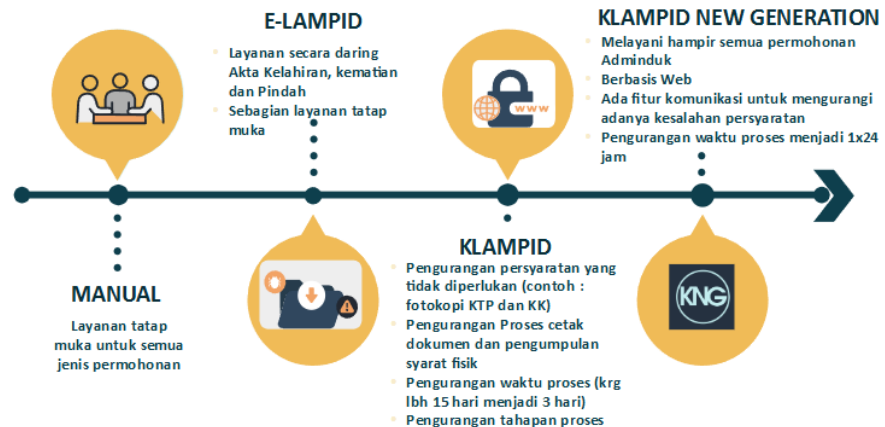 E-LAMPID
Layanan secara daring
Akta Kelahiran, kematian
dan Pindah
Sebagian layanan tatap
muka
KLAMPID NEW GENERATION
Melayani hampir semua permohonan
Adminduk
Berbasis Web
Ada fitur komunikasi untuk mengurangi
adanya kesalahan persyaratan
Pengurangan waktu proses menjadi 1x24
jam
www
MANUAL
Layanan tatap
muka untuk semua
jenis permohonan
KLAMPID
Pengurangan persyaratan yang
tidak diperlukan (contoh :
fotokopi KTP dan KK)
Pengurangan Proses cetak
dokumen dan pengumpulan
syarat fisik
Pengurangan waktu proses (krg
lbh 15 hari menjadi 3 hari)
Pengurangan tahapan proses
KNG